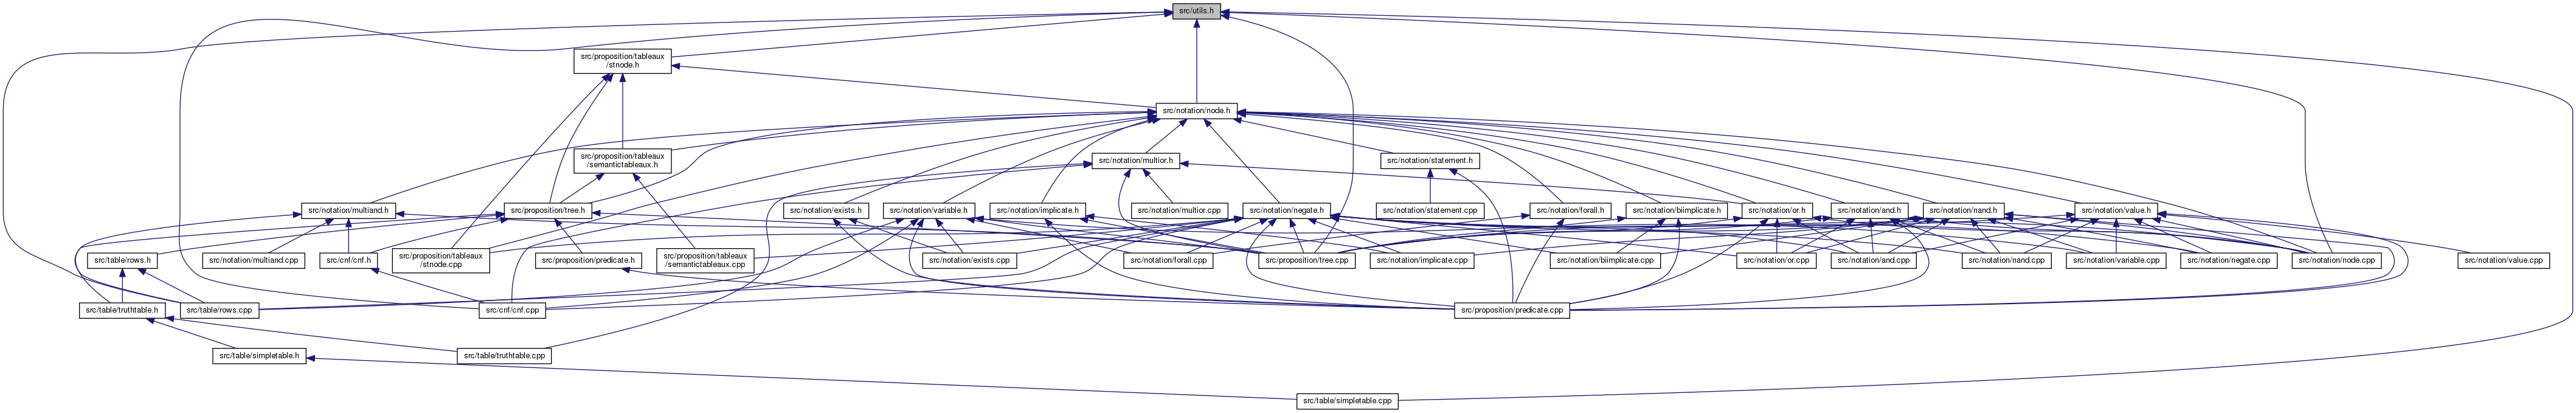 src/utils.h
src/proposition/tableaux
/stnode.h
src/notation/node.h
src/proposition/tableaux
/semantictableaux.h
src/notation/multior.h
src/notation/statement.h
src/notation/multiand.h
src/proposition/tree.h
src/notation/exists.h
src/notation/variable.h
src/notation/implicate.h
src/notation/multior.cpp
src/notation/negate.h
src/notation/statement.cpp
src/notation/forall.h
src/notation/biimplicate.h
src/notation/or.h
src/notation/and.h
src/notation/nand.h
src/notation/value.h
src/table/rows.h
src/notation/multiand.cpp
src/cnf/cnf.h
src/proposition/tableaux
/stnode.cpp
src/proposition/predicate.h
src/proposition/tableaux
/semantictableaux.cpp
src/notation/exists.cpp
src/notation/forall.cpp
src/proposition/tree.cpp
src/notation/implicate.cpp
src/notation/biimplicate.cpp
src/notation/or.cpp
src/notation/and.cpp
src/notation/nand.cpp
src/notation/variable.cpp
src/notation/negate.cpp
src/notation/node.cpp
src/notation/value.cpp
src/table/truthtable.h
src/table/rows.cpp
src/cnf/cnf.cpp
src/proposition/predicate.cpp
src/table/simpletable.h
src/table/truthtable.cpp
src/table/simpletable.cpp